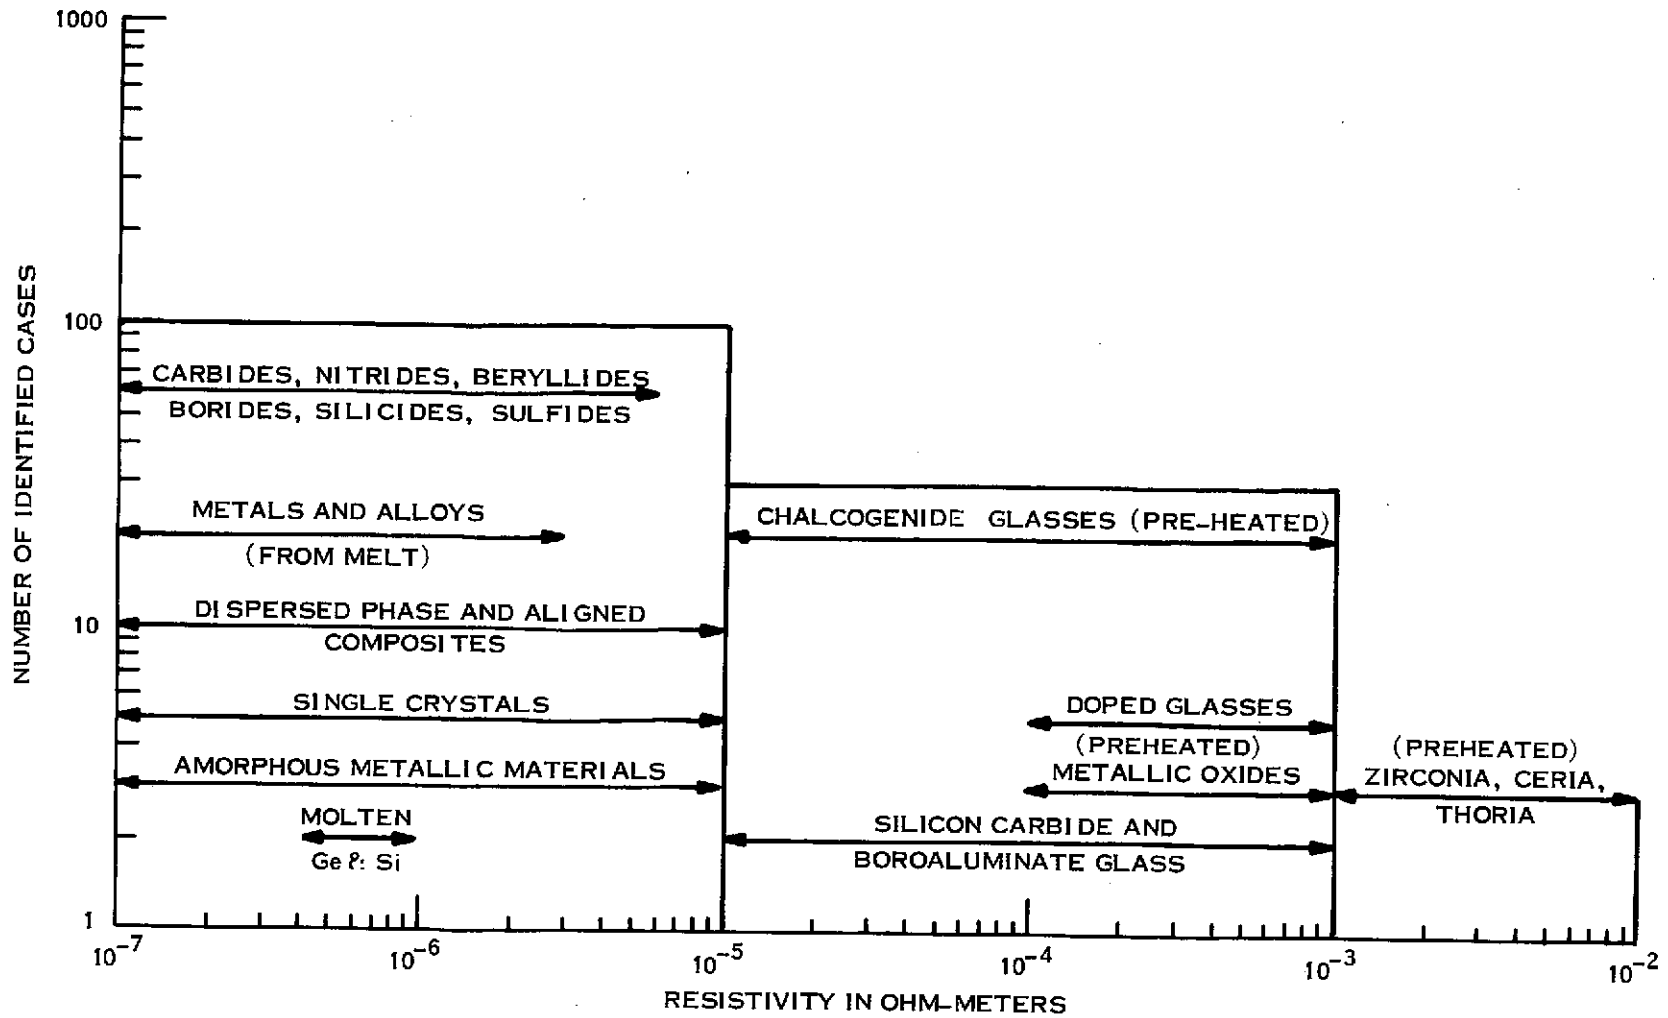 1000
100
CARBIDES, NITRIDES, BERYLLIDES
BORIDES, SILICIDES, SULFIDES
METALS AND ALLOYS
(FROM MELT)
CHALCOGENIDE GLASSES (PRE-HEATED)
10
DISPERSED PHASE AND ALIGNED
COMPOSITES
SINGLE CRYSTALS
DOPED GLASSES
(PREHEATED)
METALLIC OXIDES
(PREHEATED)
ZIRCONIA, CERIA,
THORIA
AMORPHOUS METALLIC MATERIALS
MOLTEN
Ge & Si
SILICON CARBIDE AND
BOROALUMINATE GLASS
1
10⁻⁷ 10⁻⁶ 10⁻⁵ 10⁻⁴ 10⁻³ 10⁻²
RESISTIVITY IN OHM-METERS
NUMBER OF IDENTIFIED CASES